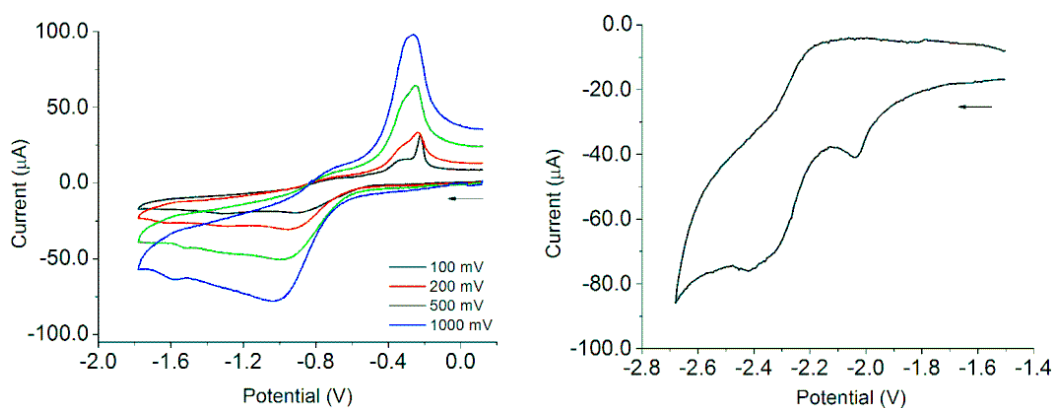 100.0
50.0
0.0
-50.0
-100.0
Current (μA)
-2.0 -1.6 -1.2 -0.8 -0.4 0.0
Potential (V)
100 mV
200 mV
500 mV
1000 mV
0.0
-20.0
-40.0
-60.0
-80.0
-100.0
Current (μA)
-2.8 -2.6 -2.4 -2.2 -2.0 -1.8 -1.6 -1.4
Potential (V)